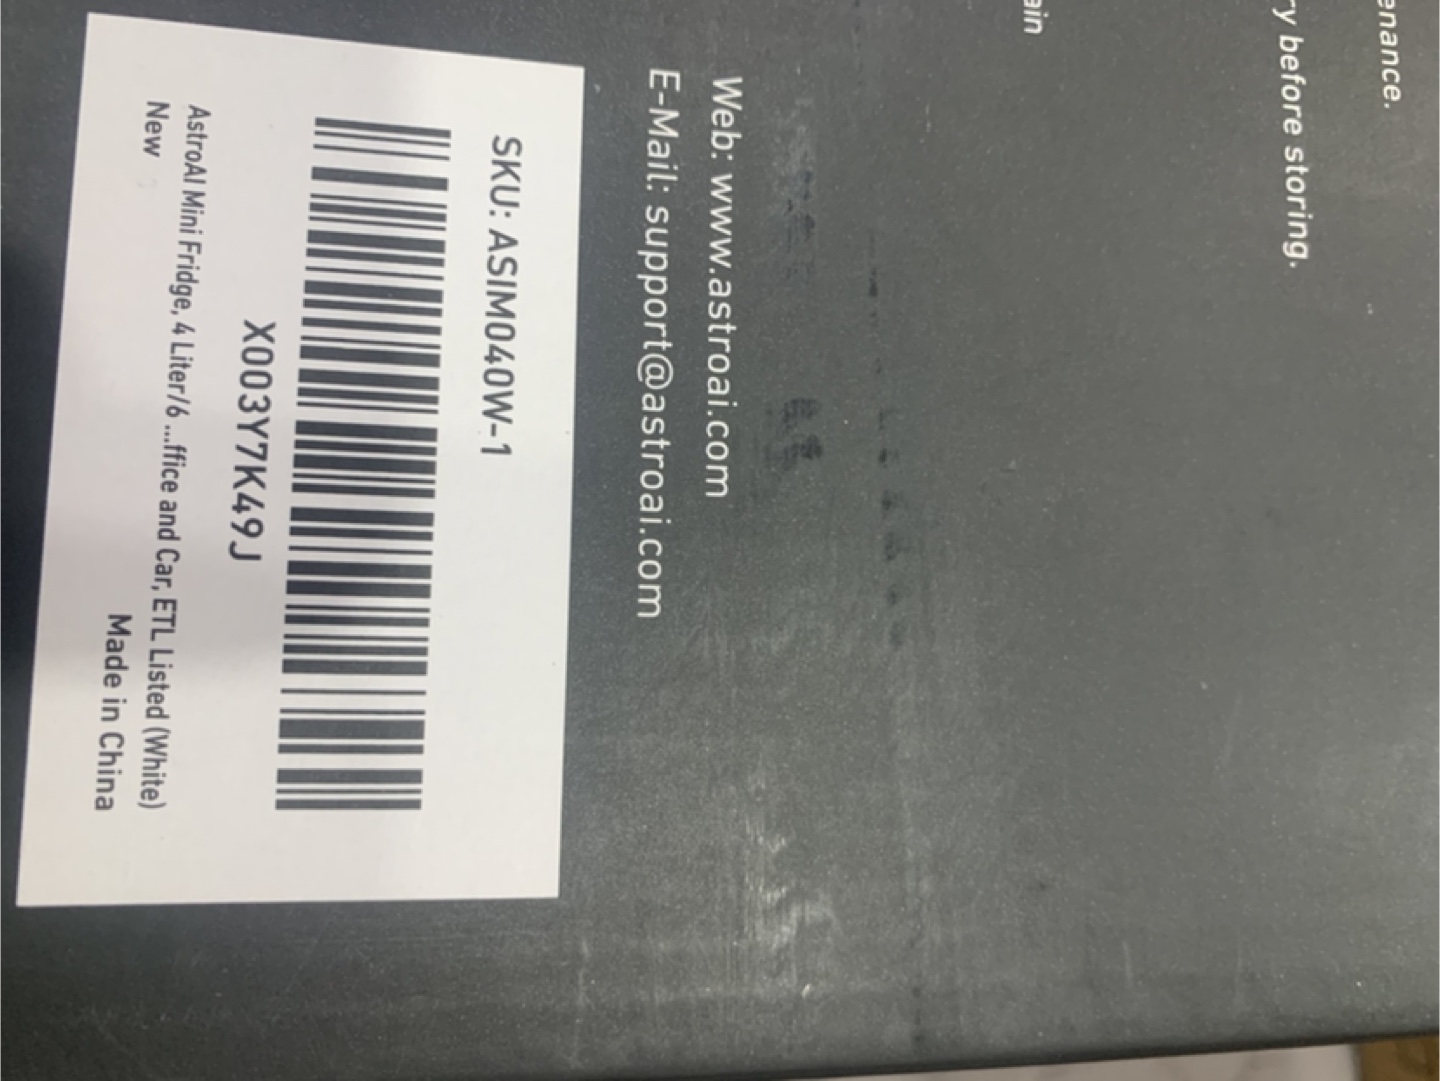 enance.
ry before storing.
ain
Web: www.astroai.com
E-Mail: support@astroai.com
SKU: ASIM040W-1
X003Y7K49J
AstroAI Mini Fridge, 4 Liter/6 ...ffice and Car, ETL Listed (White)
New
Made in China